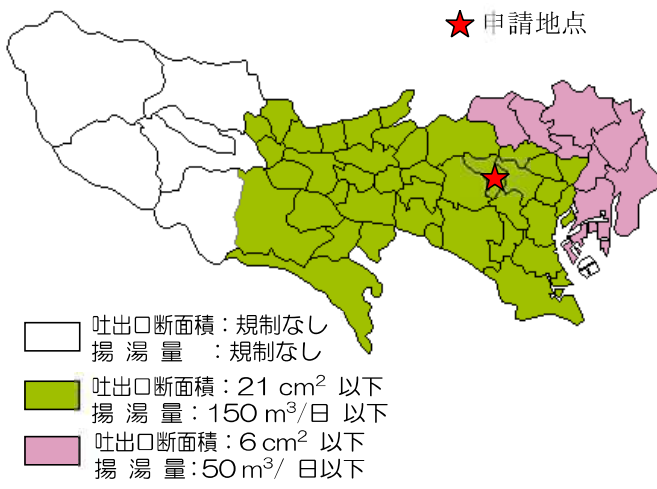 申請地点
吐出口断面積：規制なし
揚 湯 量 ：規制なし
吐出口断面積：21 cm² 以下
揚 湯 量：150 m³/日 以下
吐出口断面積：6 cm² 以下
揚 湯 量：50 m³/ 日以下